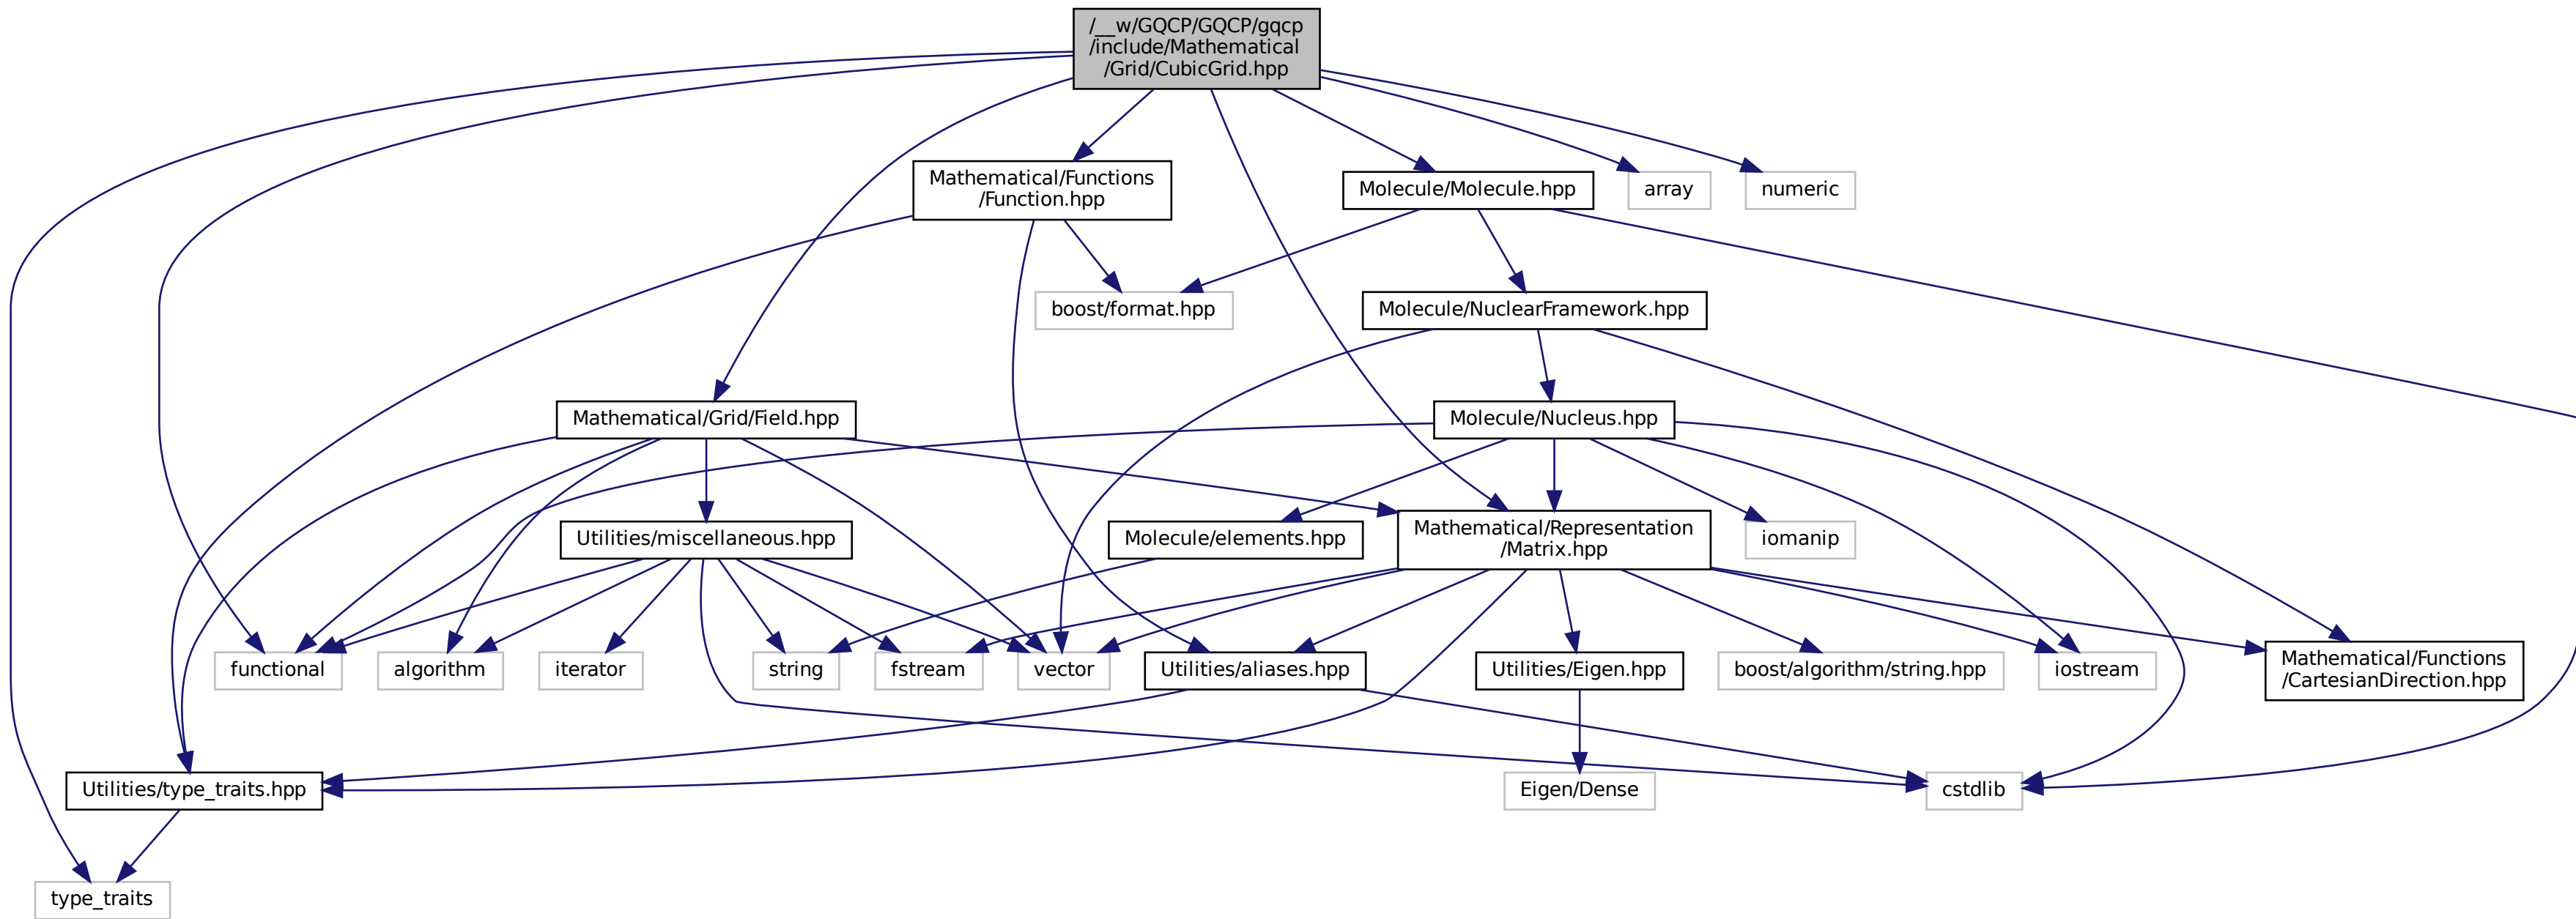 /__w/GQCP/GQCP/gqcp
/include/Mathematical
/Grid/CubicGrid.hpp
Mathematical/Functions
/Function.hpp
Molecule/Molecule.hpp
array
numeric
boost/format.hpp
Molecule/NuclearFramework.hpp
Mathematical/Grid/Field.hpp
Molecule/Nucleus.hpp
Utilities/miscellaneous.hpp
Molecule/elements.hpp
Mathematical/Representation
/Matrix.hpp
iomanip
functional
algorithm
iterator
string
fstream
vector
Utilities/aliases.hpp
Utilities/Eigen.hpp
boost/algorithm/string.hpp
iostream
Mathematical/Functions
/CartesianDirection.hpp
Utilities/type_traits.hpp
Eigen/Dense
cstdlib
type_traits